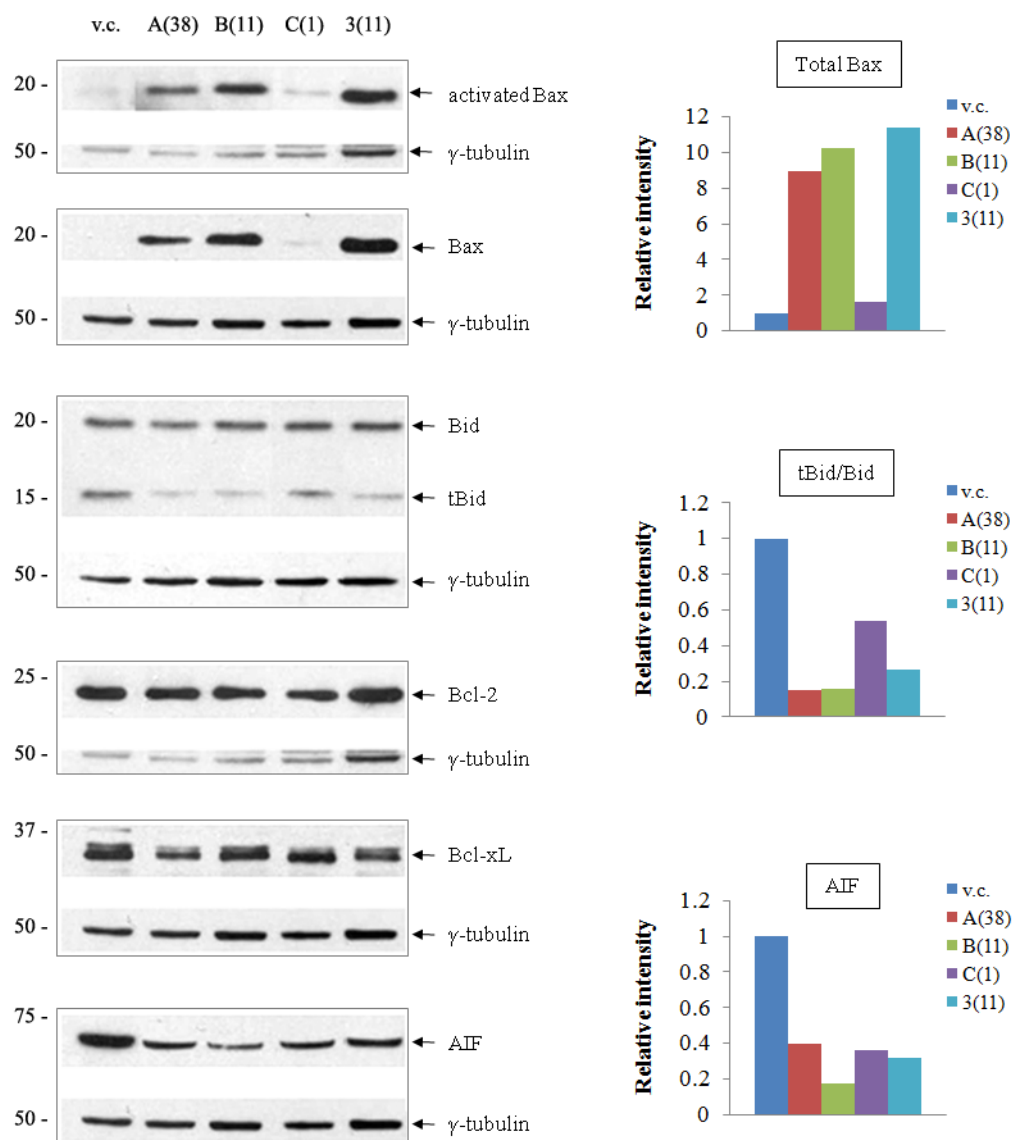 v.c. A(38) B(11) C(1) 3(11)
20 -
activated Bax
50 -
γ-tubulin
20 -
Bax
50 -
γ-tubulin
20 -
Bid
15 -
tBid
50 -
γ-tubulin
25 -
Bcl-2
50 -
γ-tubulin
37 -
Bcl-xL
50 -
γ-tubulin
75 -
AIF
50 -
γ-tubulin
Total Bax
Relative intensity
12
10
8
6
4
2
0
v.c.
A(38)
B(11)
C(1)
3(11)
tBid/Bid
Relative intensity
1.2
1
0.8
0.6
0.4
0.2
0
v.c.
A(38)
B(11)
C(1)
3(11)
AIF
Relative intensity
1.2
1
0.8
0.6
0.4
0.2
0
v.c.
A(38)
B(11)
C(1)
3(11)